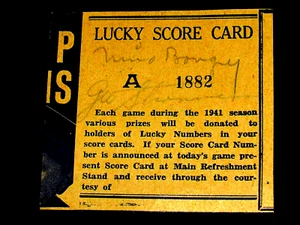 P
IS
LUCKY SCORE CARD
A 1882
Each game during the 1941 season
various prizes will be donated to
holders of Lucky Numbers in your
score cards. If your Score Card Num-
ber is announced at today's game pre-
sent Score Card at Main Refreshment
Stand and receive through the cour-
tesy of